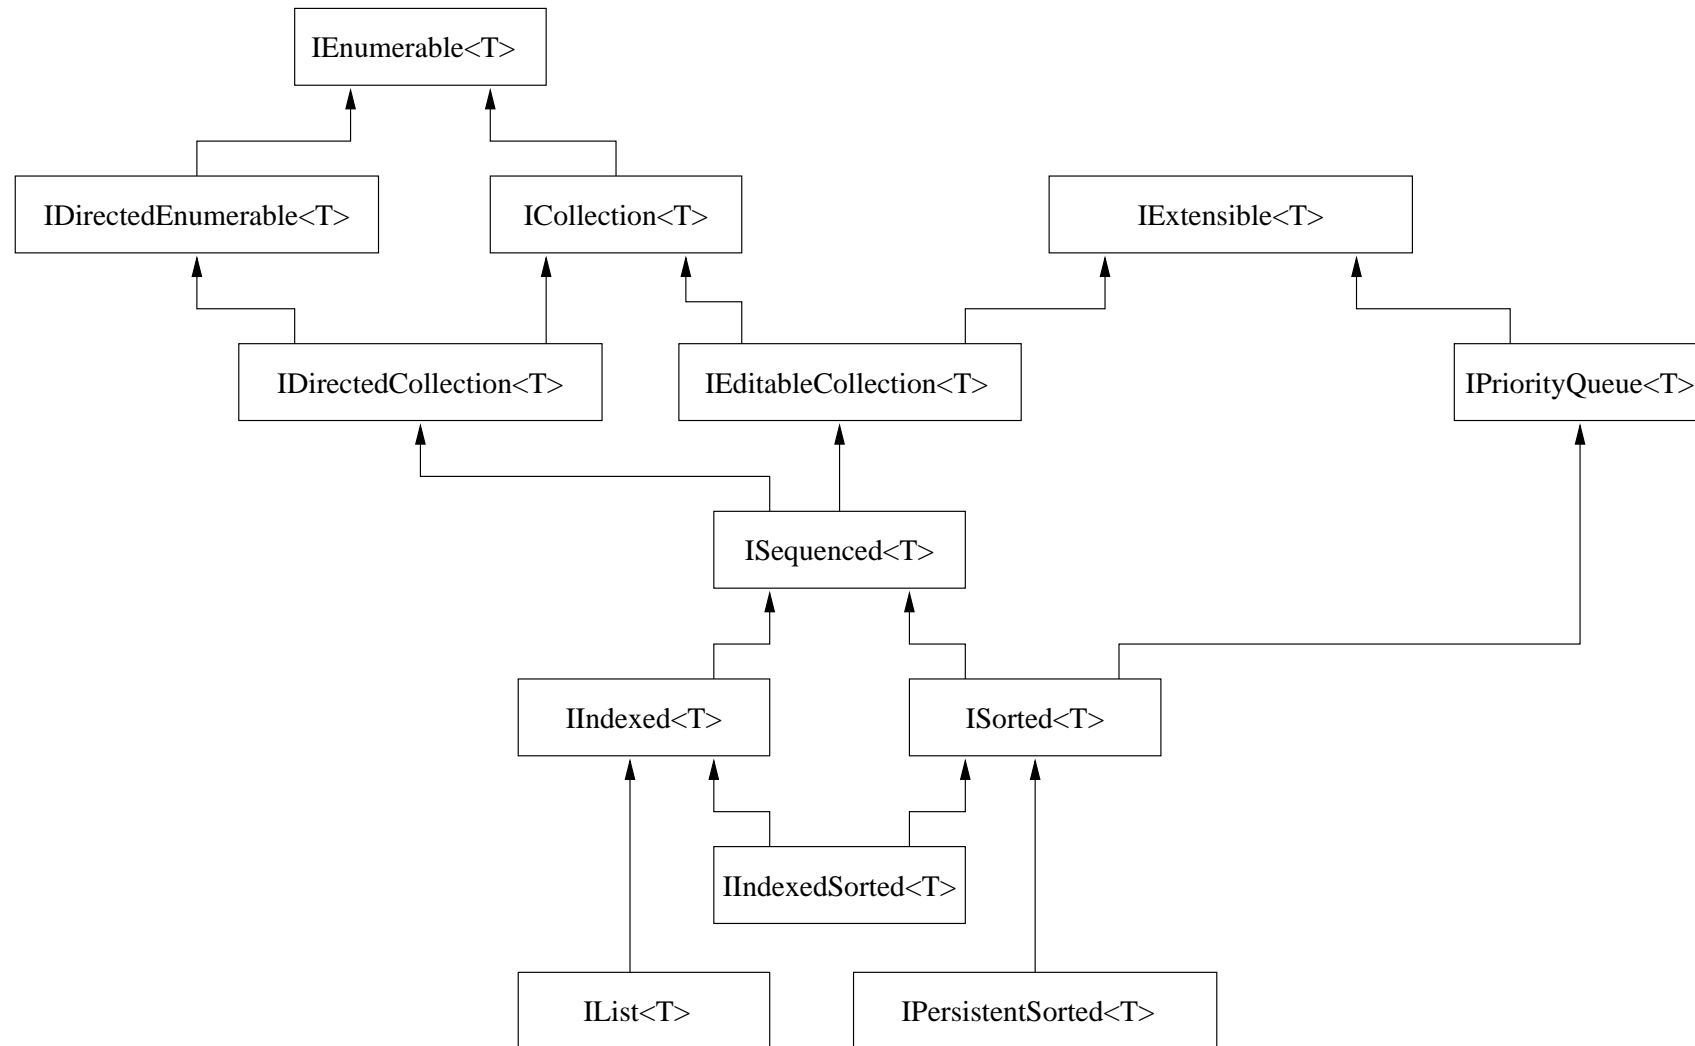 IEnumerable<T>
IDirectedEnumerable<T>
ICollection<T>
IExtensible<T>
IDirectedCollection<T>
IEditableCollection<T>
IPriorityQueue<T>
ISequenced<T>
IIndexed<T>
ISorted<T>
IIndexedSorted<T>
IList<T>
IPersistentSorted<T>